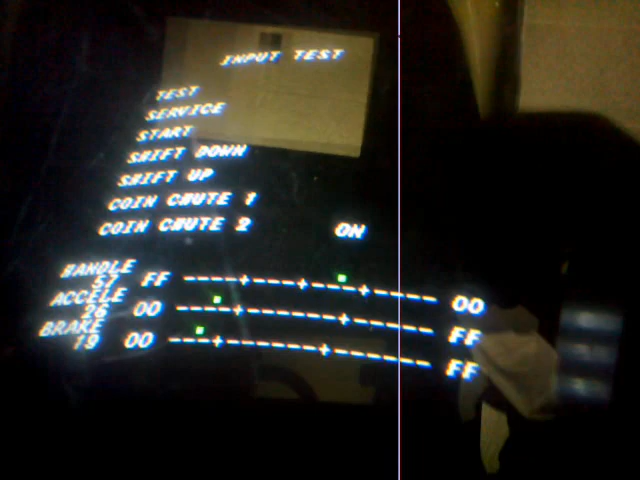 INPUT TEST
TEST
SERVICE
START
SHIFT DOWN
SHIFT UP
COIN CHUTE 1
COIN CHUTE 2 ON
HANDLE
57 FF ----+----+----+----- 00
ACCELE
26 00 ----+-------+------ FF
BRAKE
19 00 ---+-------+------- FF